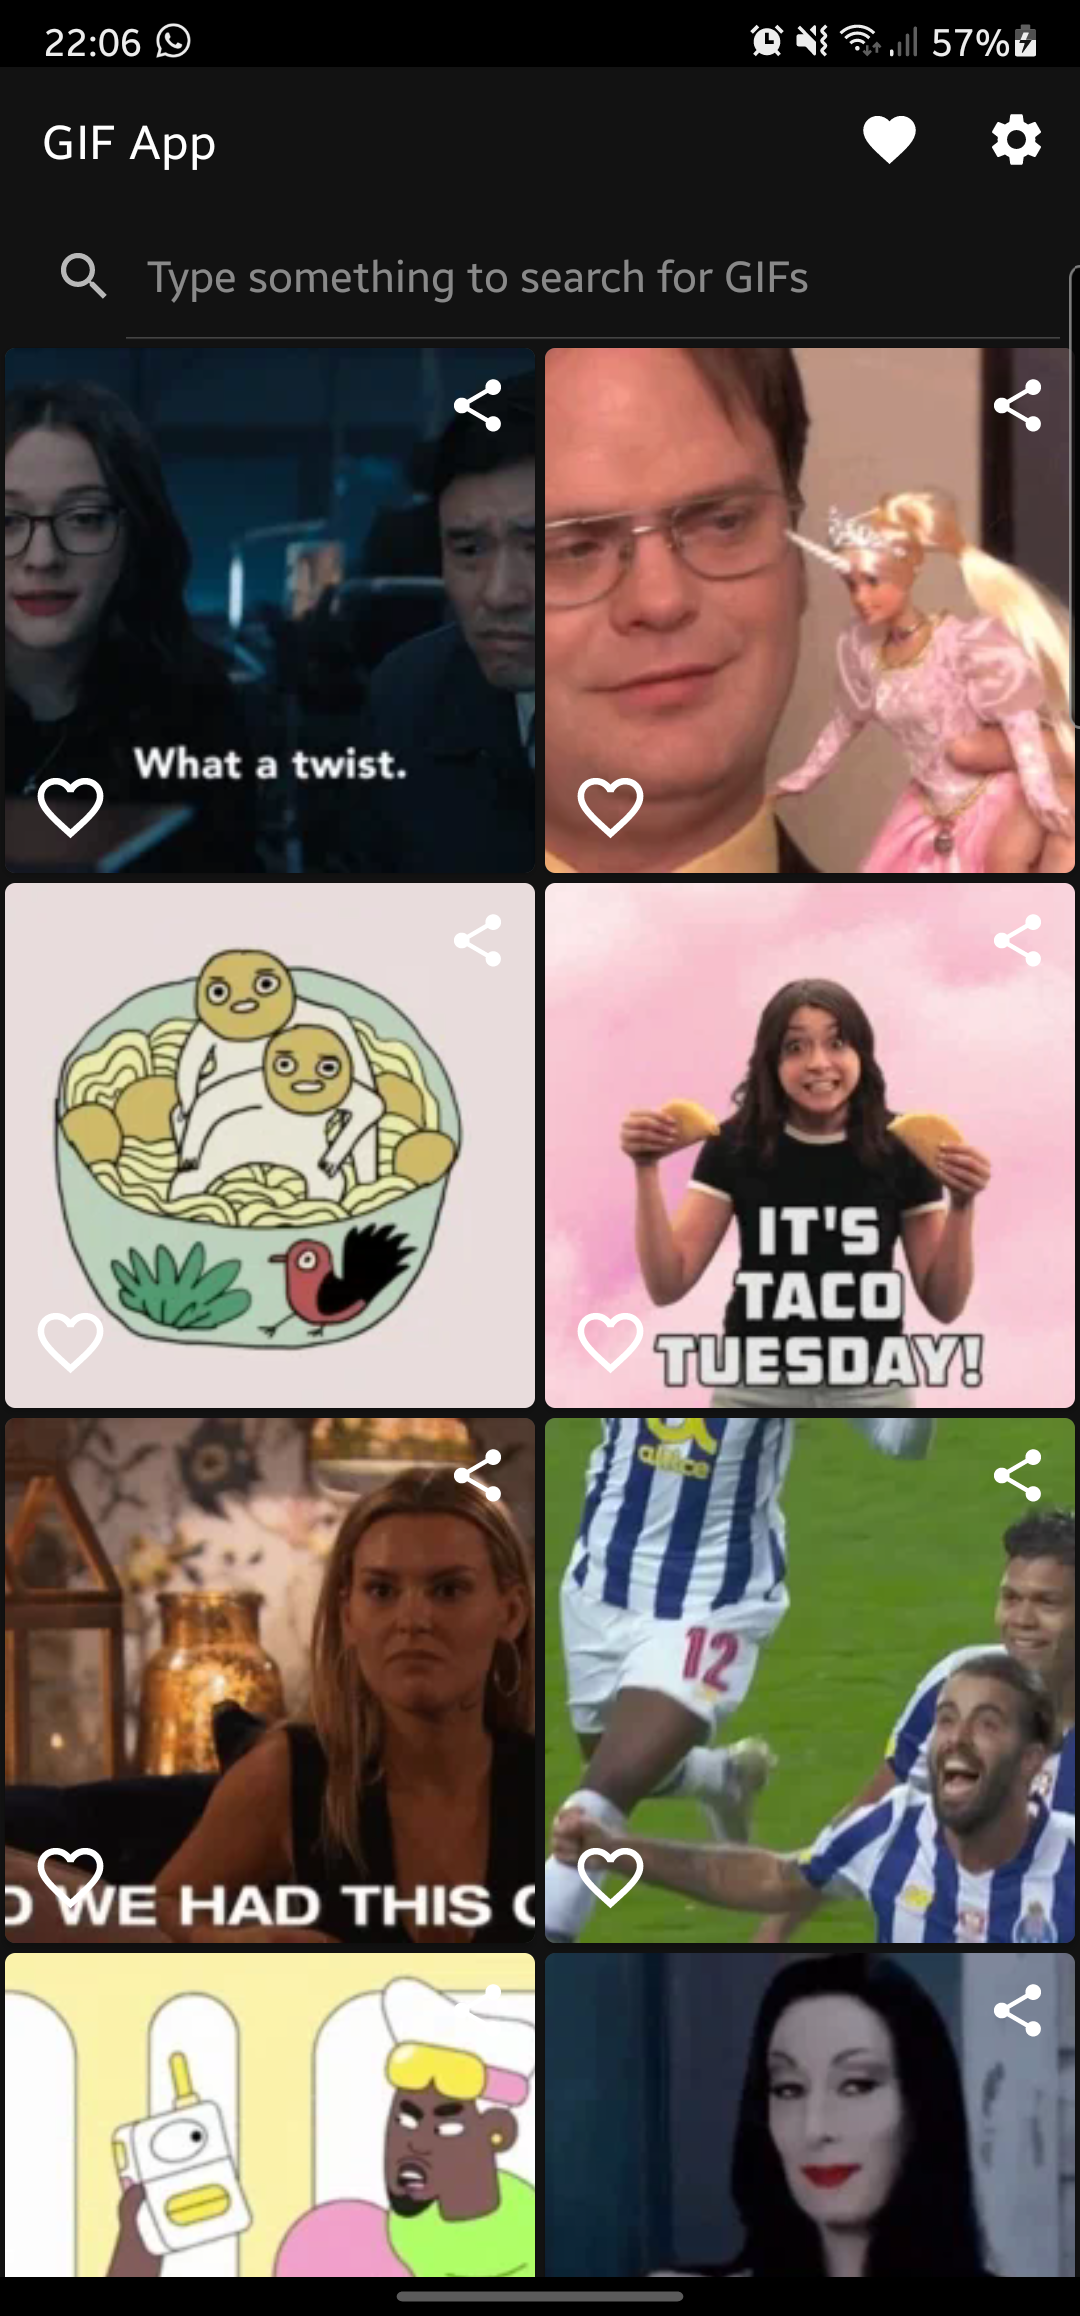 22:06
57%
GIF App
Type something to search for GIFs
What a twist.
IT'S
TACO
TUESDAY!
WE HAD THIS
altice
12